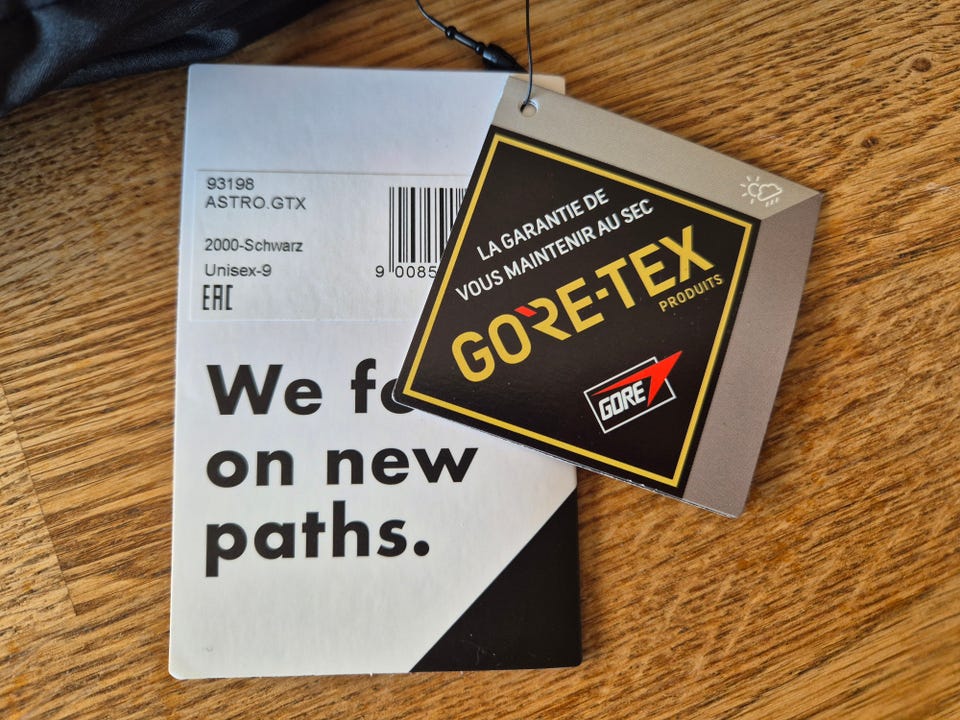 93198
ASTRO.GTX
2000-Schwarz
Unisex-9
EAC
9 0085
We fo
on new
paths.
LA GARANTIE DE
VOUS MAINTENIR AU SEC
GORE-TEX
PRODUITS
GORE